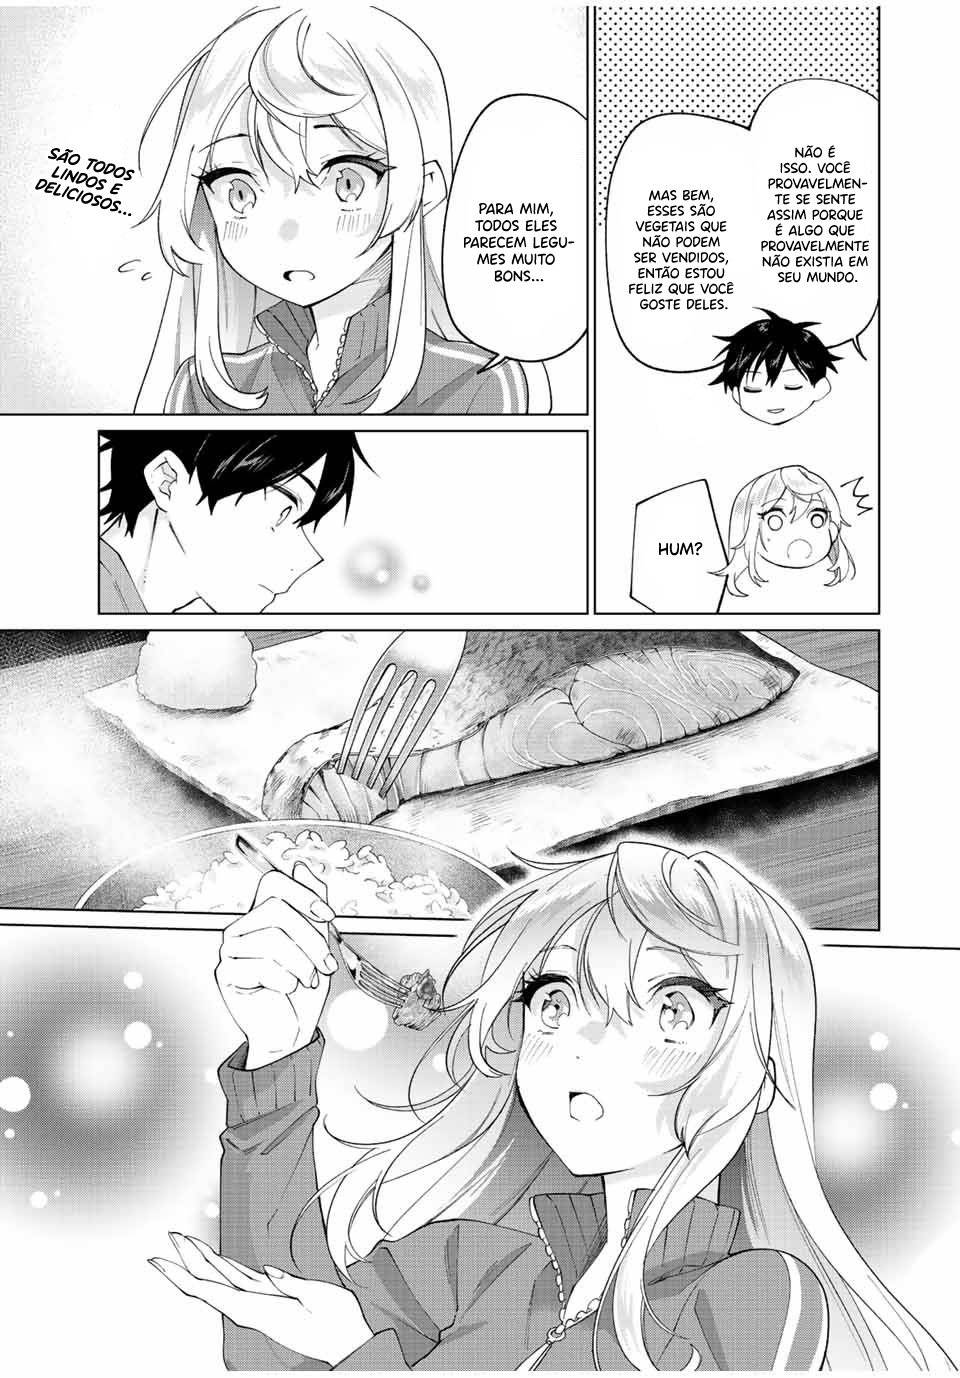 NÃO É
ISSO. VOCÊ
PROVAVELMEN-
TE SE SENTE
ASSIM PORQUE
É ALGO QUE
PROVAVELMENTE
NÃO EXISTIA EM
SEU MUNDO.
MAS BEM,
ESSES SÃO
VEGETAIS QUE
NÃO PODEM
SER VENDIDOS,
ENTÃO ESTOU
FELIZ QUE VOCÊ
GOSTE DELES.
HUM?
PARA MIM,
TODOS ELES
PARECEM LEGU-
MES MUITO
BONS...
SÃO TODOS
LINDOS E
DELICIOSOS...